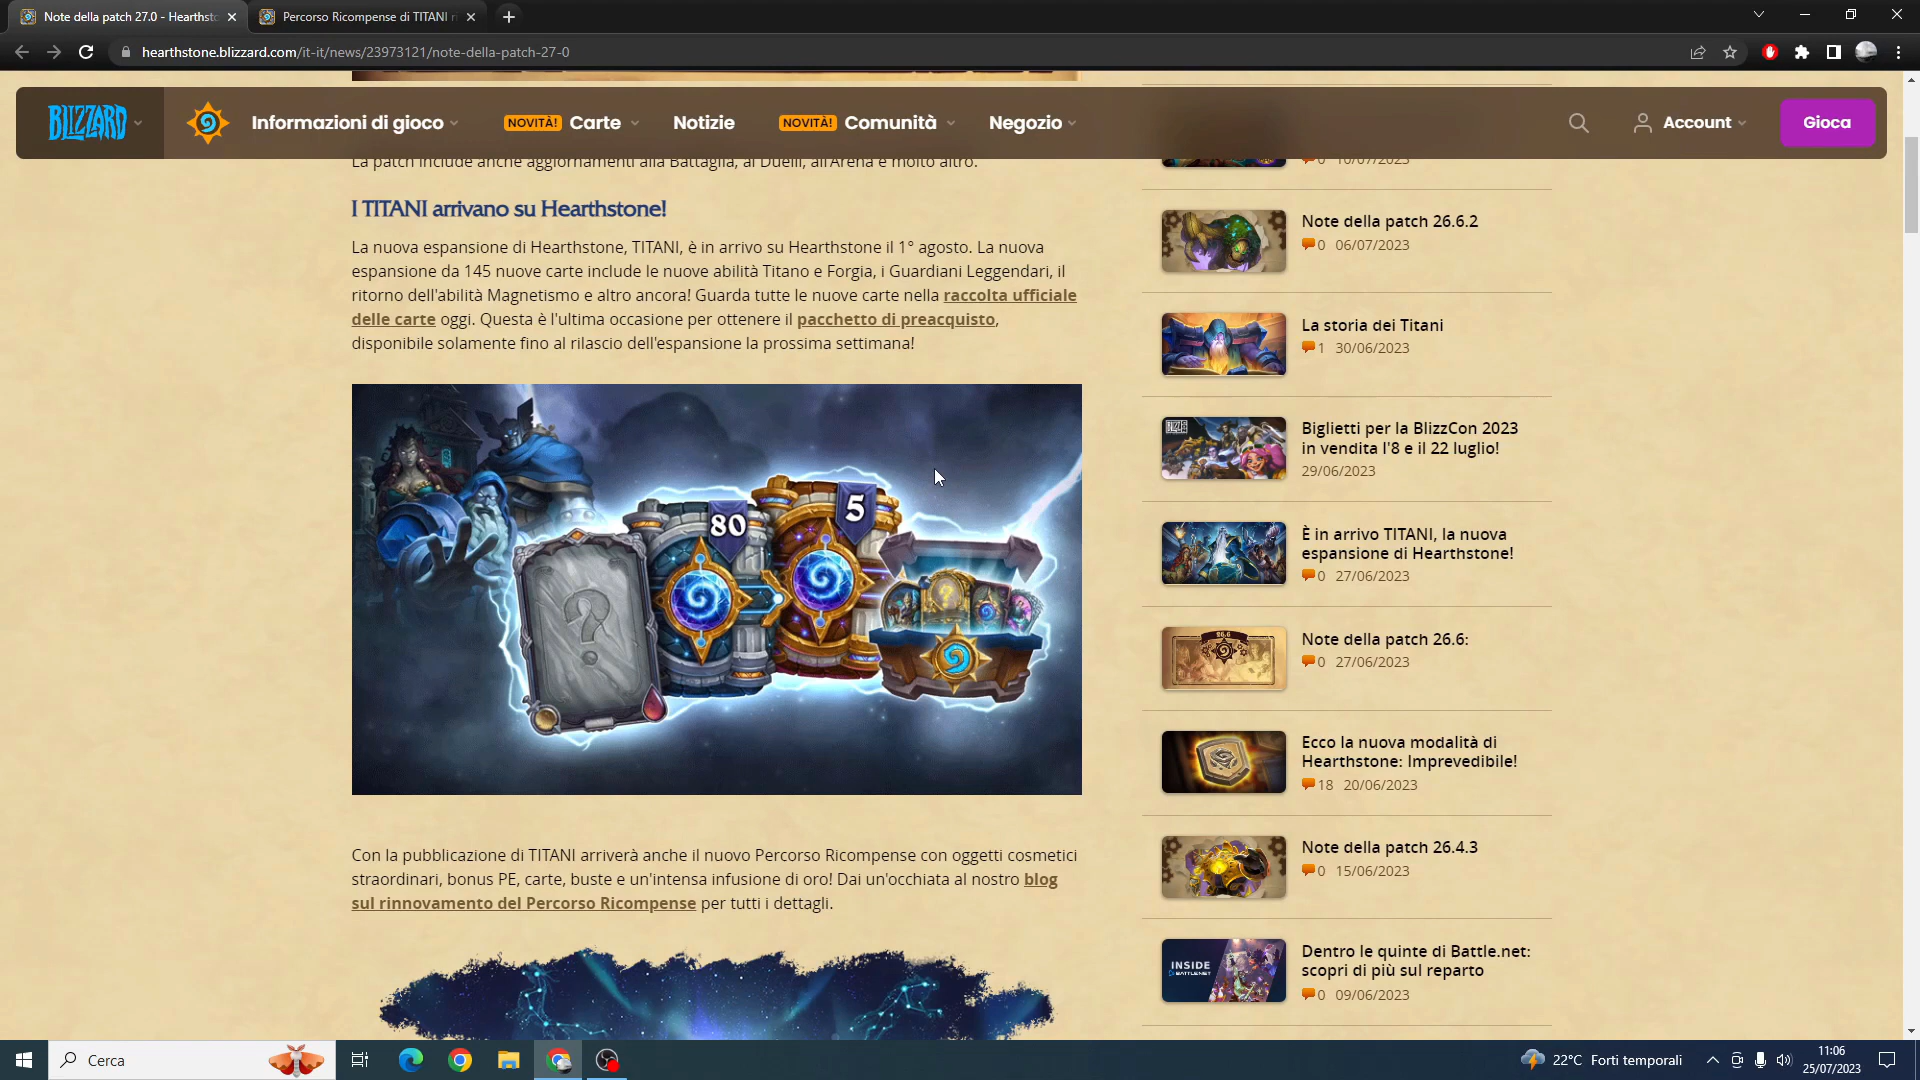 Note della patch 27.0 - Hearthst
Percorso Ricompense di TITANI ri
hearthstone.blizzard.com/it-it/news/23973121/note-della-patch-27-0
BLIZZARD
Informazioni di gioco
NOVITÀ! Carte
Notizie
NOVITÀ! Comunità
Negozio
Account
Gioca
La patch include anche aggiornamenti alla Battaglia, ai Duelli, all'Arena e molto altro.
I TITANI arrivano su Hearthstone!
La nuova espansione di Hearthstone, TITANI, è in arrivo su Hearthstone il 1° agosto. La nuova
espansione da 145 nuove carte include le nuove abilità Titano e Forgia, i Guardiani Leggendari, il
ritorno dell'abilità Magnetismo e altro ancora! Guarda tutte le nuove carte nella raccolta ufficiale
delle carte oggi. Questa è l'ultima occasione per ottenere il pacchetto di preacquisto,
disponibile solamente fino al rilascio dell'espansione la prossima settimana!
80
5
?
?
Con la pubblicazione di TITANI arriverà anche il nuovo Percorso Ricompense con oggetti cosmetici
straordinari, bonus PE, carte, buste e un'intensa infusione di oro! Dai un'occhiata al nostro blog
sul rinnovamento del Percorso Ricompense per tutti i dettagli.
0 10/07/2023
Note della patch 26.6.2
0 06/07/2023
La storia dei Titani
1 30/06/2023
BLIZZ
Biglietti per la BlizzCon 2023
in vendita l'8 e il 22 luglio!
29/06/2023
È in arrivo TITANI, la nuova
espansione di Hearthstone!
0 27/06/2023
26.6
Note della patch 26.6:
0 27/06/2023
Ecco la nuova modalità di
Hearthstone: Imprevedibile!
18 20/06/2023
Note della patch 26.4.3
0 15/06/2023
INSIDE
BATTLE.NET
Dentro le quinte di Battle.net:
scopri di più sul reparto
0 09/06/2023
Cerca
22°C Forti temporali
11:06
25/07/2023